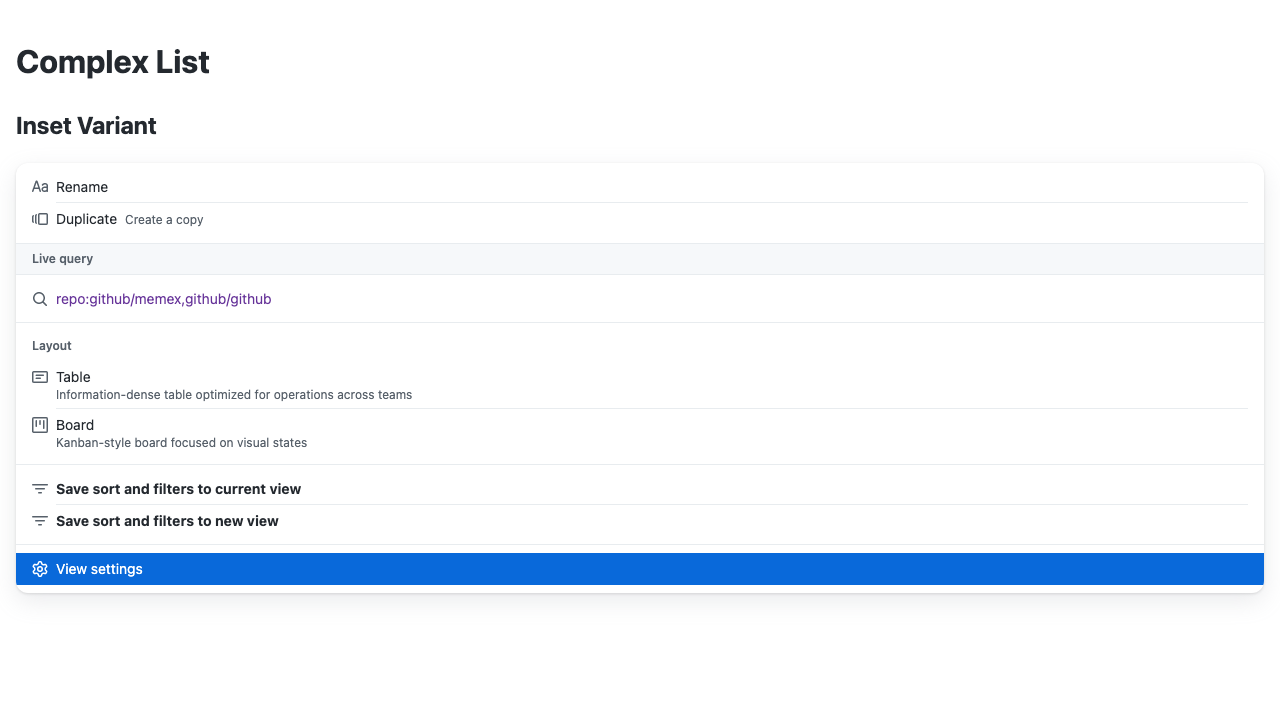 Complex List
Inset Variant
Aa Rename
Duplicate Create a copy
Live query
repo:github/memex,github/github
Layout
Table
Information-dense table optimized for operations across teams
Board
Kanban-style board focused on visual states
Save sort and filters to current view
Save sort and filters to new view
View settings